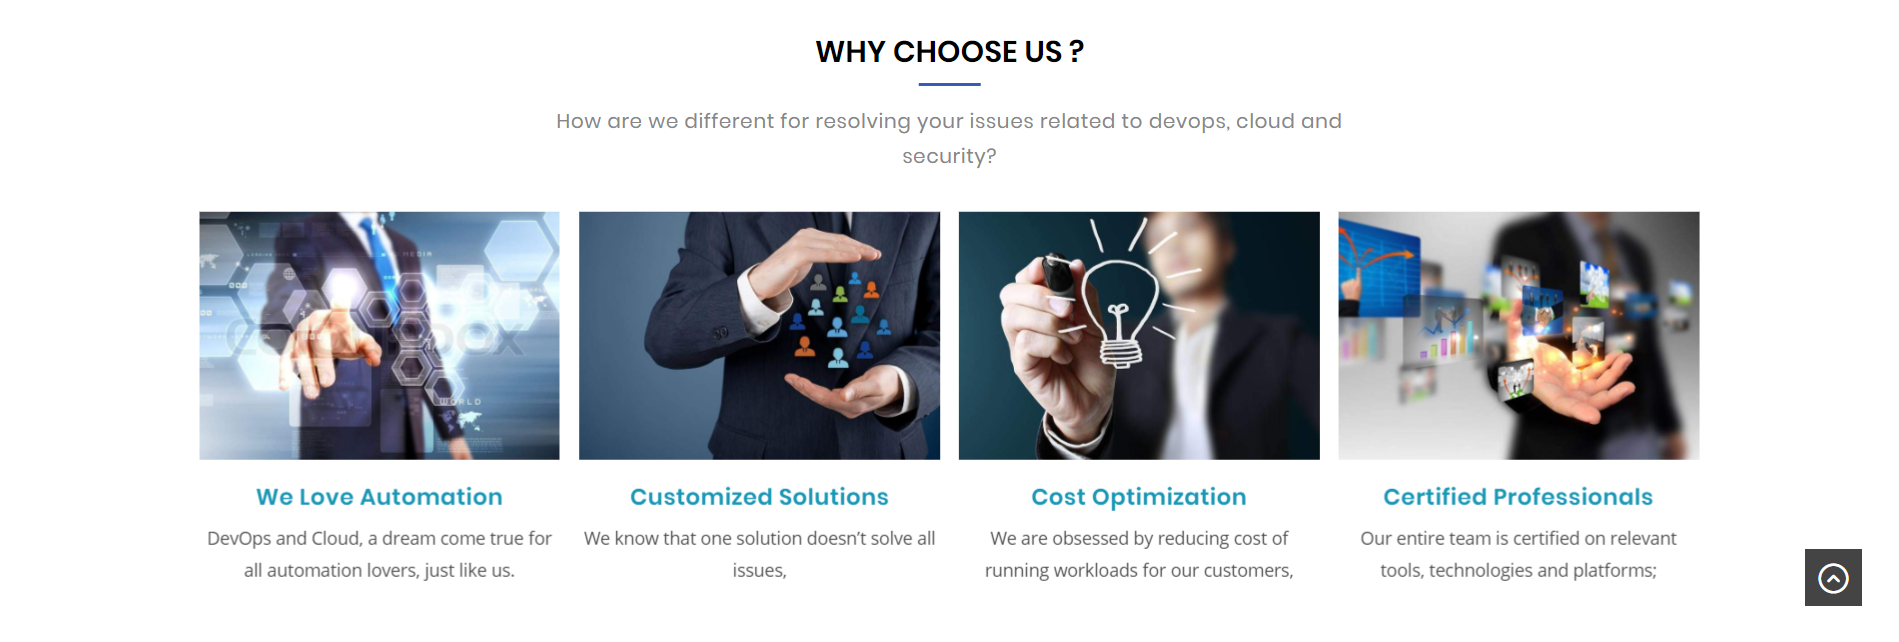 WHY CHOOSE US ?
How are we different for resolving your issues related to devops, cloud and
security?
MEDIA
WORLD
We Love Automation
DevOps and Cloud, a dream come true for
all automation lovers, just like us.
Customized Solutions
We know that one solution doesn’t solve all
issues,
Cost Optimization
We are obsessed by reducing cost of
running workloads for our customers,
Certified Professionals
Our entire team is certified on relevant
tools, technologies and platforms;